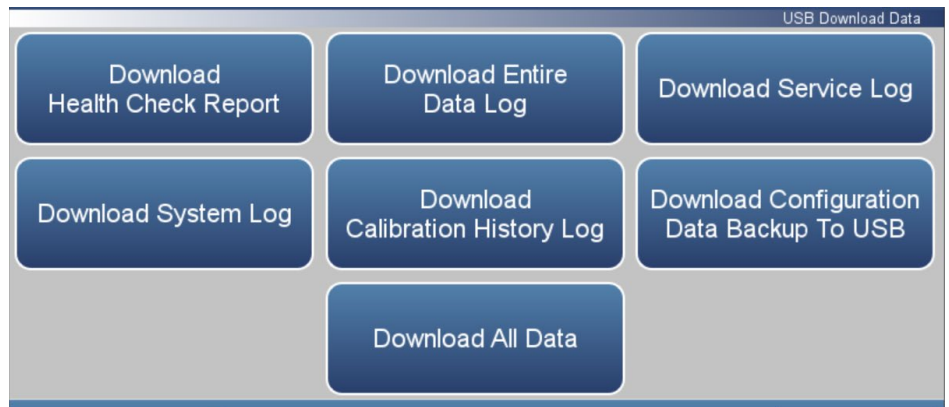 USB Download Data
Download
Health Check Report
Download Entire
Data Log
Download Service Log
Download System Log
Download
Calibration History Log
Download Configuration
Data Backup To USB
Download All Data